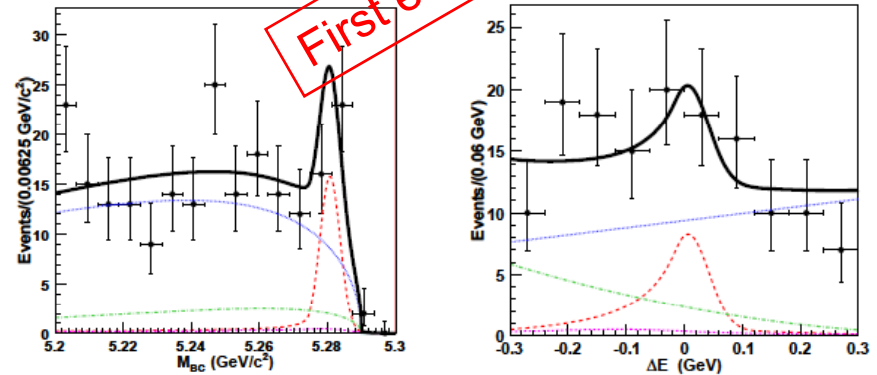 First e
30
25
20
15
10
5
0
Events/(0.00625 GeV/c²)
5.2 5.22 5.24 5.26 5.28 5.3
M_BC (GeV/c²)
25
20
15
10
5
0
Events/(0.06 GeV)
-0.3 -0.2 -0.1 0 0.1 0.2 0.3
ΔE (GeV)